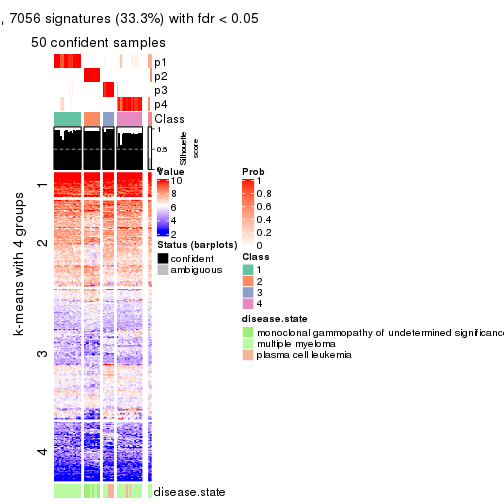 , 7056 signatures (33.3%) with fdr < 0.05
50 confident samples
p1
p2
p3
p4
Class
1
0.5
0
Silhouette
score
k-means with 4 groups
1
2
3
4
disease.state
Value
10
8
6
4
2
Status (barplots)
confident
ambiguous
Prob
1
0.8
0.6
0.4
0.2
0
Class
1
2
3
4
disease.state
monoclonal gammopathy of undetermined significance
multiple myeloma
plasma cell leukemia